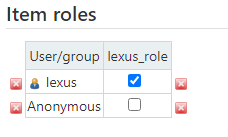 Item roles
User/group lexus_role
lexus
Anonymous